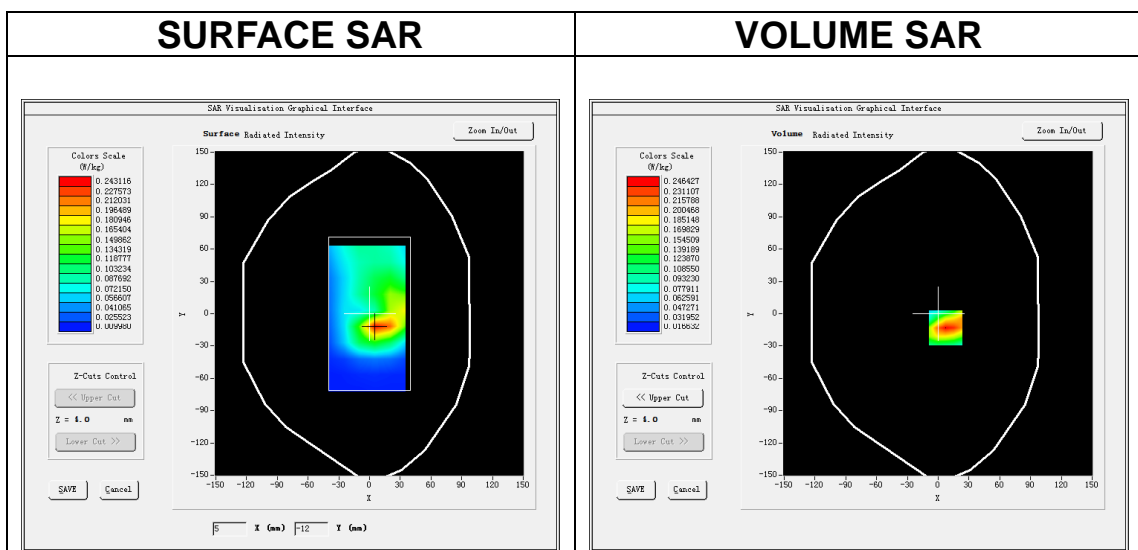 SURFACE SAR
VOLUME SAR
SAR Visualisation Graphical Interface
Surface Radiated Intensity
Zoom In/Out
Colors Scale
(W/kg)
0.243116
0.227573
0.212031
0.196489
0.180946
0.165404
0.149862
0.134319
0.118777
0.103234
0.087692
0.072150
0.056607
0.041065
0.025523
0.009980
150
120
90
60
30
0
-30
-60
-90
-120
-150
Y
-150 -120 -90 -60 -30 0 30 60 90 120 150
X
Z-Cuts Control
<< Upper Cut
Z = 4.0 mm
Lower Cut >>
SAVE Cancel
5 X (mm) -12 Y (mm)
SAR Visualisation Graphical Interface
Volume Radiated Intensity
Zoom In/Out
Colors Scale
(W/kg)
0.246427
0.231107
0.215788
0.200468
0.185148
0.169829
0.154509
0.139189
0.123870
0.108550
0.093230
0.077911
0.062591
0.047271
0.031952
0.016632
150
120
90
60
30
0
-30
-60
-90
-120
-150
Y
-150 -120 -90 -60 -30 0 30 60 90 120 150
X
Z-Cuts Control
<< Upper Cut
Z = 4.0 mm
Lower Cut >>
SAVE Cancel